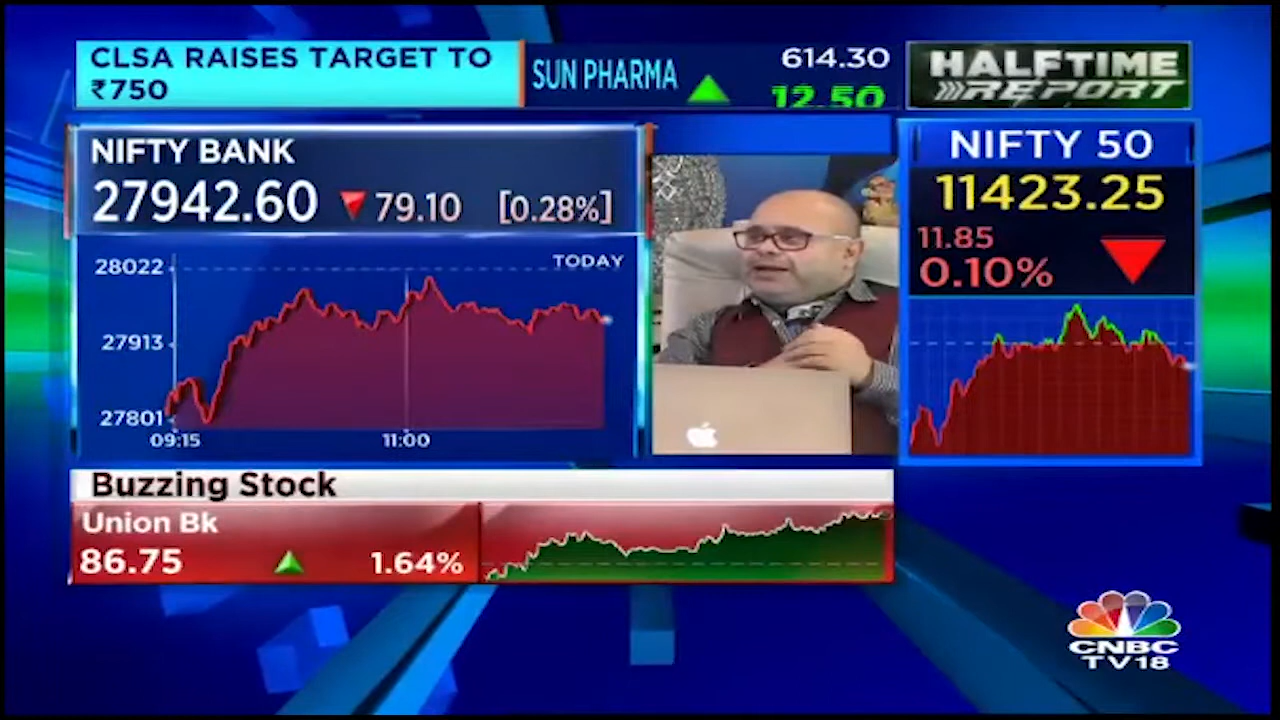 CLSA RAISES TARGET TO
₹750
SUN PHARMA
614.30
12.50
HALFTIME
REPORT
NIFTY BANK
27942.60 79.10 [0.28%]
28022
TODAY
27913
27801
09:15 11:00
NIFTY 50
11423.25
11.85
0.10%
Buzzing Stock
Union Bk
86.75 1.64%
CNBC
TV18